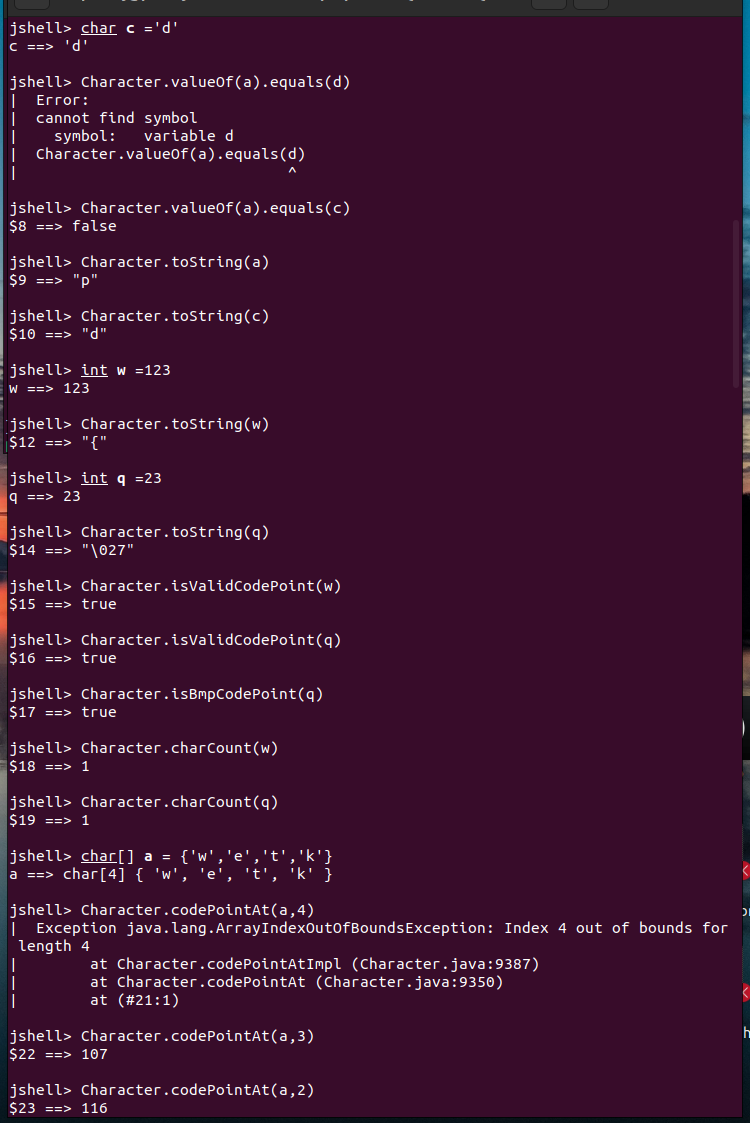 jshell> char c ='d'
c ==> 'd'
jshell> Character.valueOf(a).equals(d)
|  Error:
|  cannot find symbol
|    symbol:   variable d
|  Character.valueOf(a).equals(d)
|                              ^
jshell> Character.valueOf(a).equals(c)
$8 ==> false
jshell> Character.toString(a)
$9 ==> "p"
jshell> Character.toString(c)
$10 ==> "d"
jshell> int w =123
w ==> 123
jshell> Character.toString(w)
$12 ==> "{"
jshell> int q =23
q ==> 23
jshell> Character.toString(q)
$14 ==> "\027"
jshell> Character.isValidCodePoint(w)
$15 ==> true
jshell> Character.isValidCodePoint(q)
$16 ==> true
jshell> Character.isBmpCodePoint(q)
$17 ==> true
jshell> Character.charCount(w)
$18 ==> 1
jshell> Character.charCount(q)
$19 ==> 1
jshell> char[] a = {'w','e','t','k'}
a ==> char[4] { 'w', 'e', 't', 'k' }
jshell> Character.codePointAt(a,4)
|  Exception java.lang.ArrayIndexOutOfBoundsException: Index 4 out of bounds for
length 4
|        at Character.codePointAtImpl (Character.java:9387)
|        at Character.codePointAt (Character.java:9350)
|        at (#21:1)
jshell> Character.codePointAt(a,3)
$22 ==> 107
jshell> Character.codePointAt(a,2)
$23 ==> 116